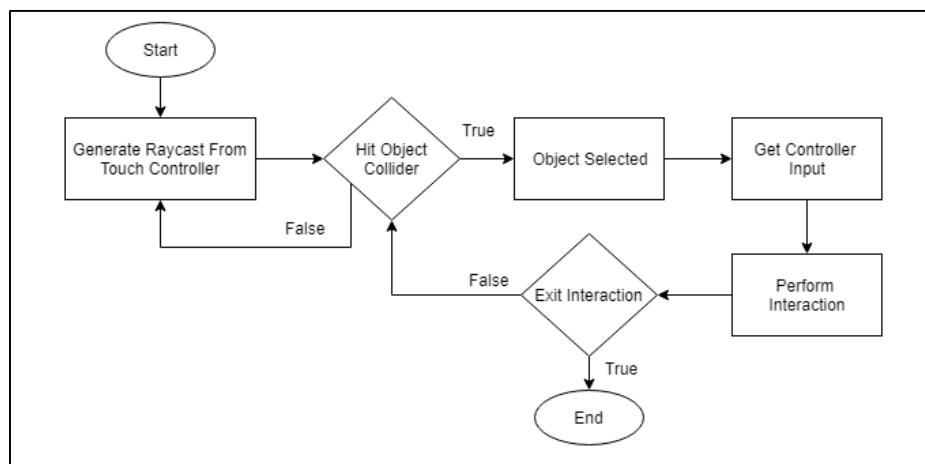 Start
Generate Raycast From
Touch Controller
Hit Object
Collider
True
Object Selected
Get Controller
Input
False
False
Exit Interaction
Perform
Interaction
True
End